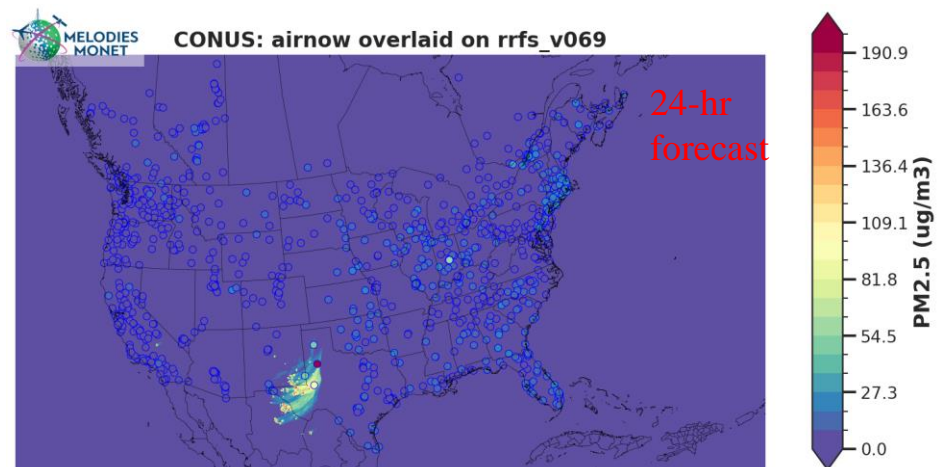 MELODIES
MONET
CONUS: airnow overlaid on rrfs_v069
24-hr
forecast
190.9
163.6
136.4
109.1
81.8
54.5
27.3
0.0
PM2.5 (ug/m3)